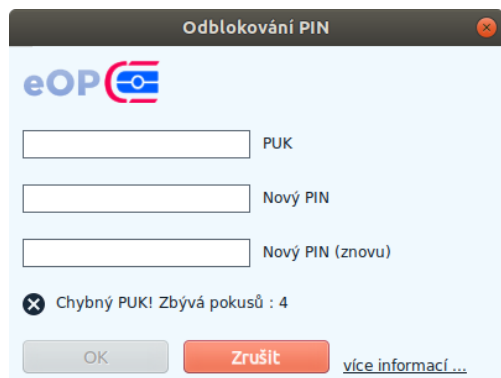 Odblokování PIN
eOP
PUK
Nový PIN
Nový PIN (znovu)
Chybný PUK! Zbývá pokusů : 4
OK
Zrušit
více informací ...